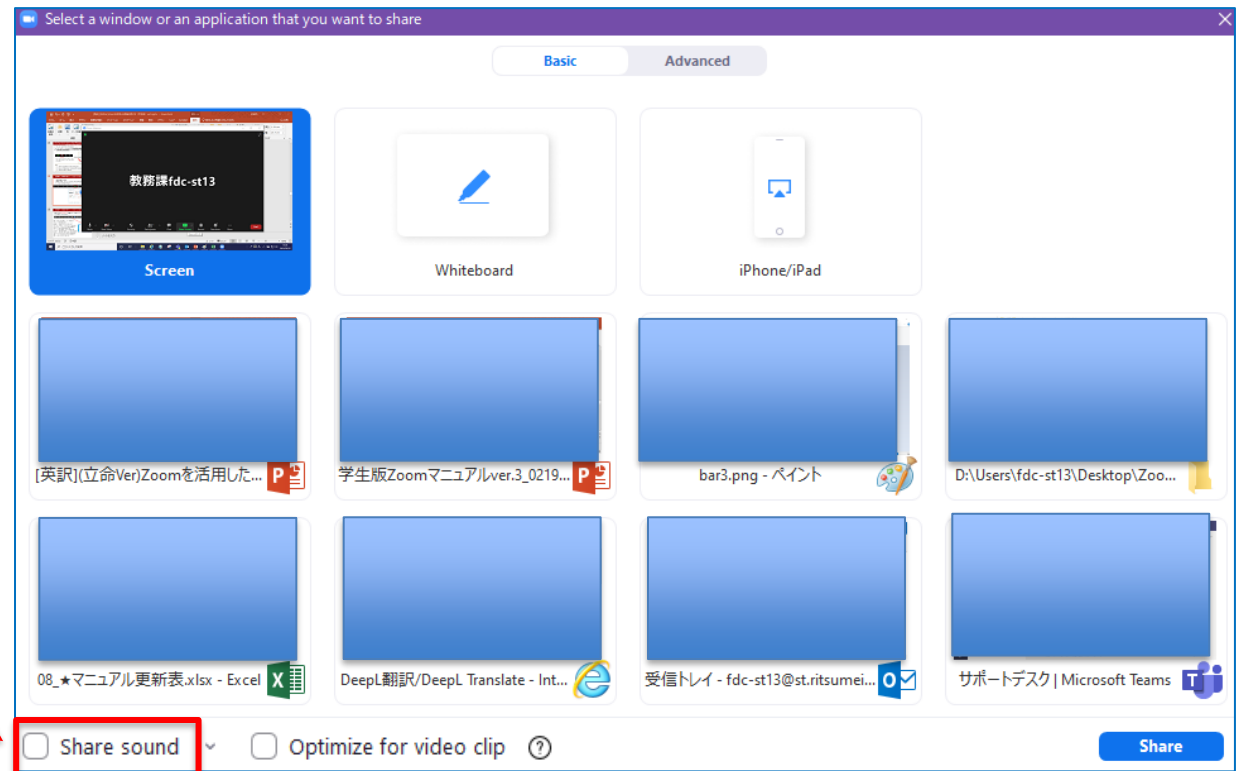 Select a window or an application that you want to share
Basic
Advanced
教務課fdc-st13
Screen
Whiteboard
iPhone/iPad
[英訳](立命Ver)Zoomを活用した...
学生版Zoomマニュアルver.3_0219...
bar3.png - ペイント
D:\Users\fdc-st13\Desktop\Zoo...
08_★マニュアル更新表.xlsx - Excel
DeepL翻訳/DeepL Translate - Int...
受信トレイ - fdc-st13@st.ritsumei...
サポートデスク | Microsoft Teams
Share sound
Optimize for video clip
Share